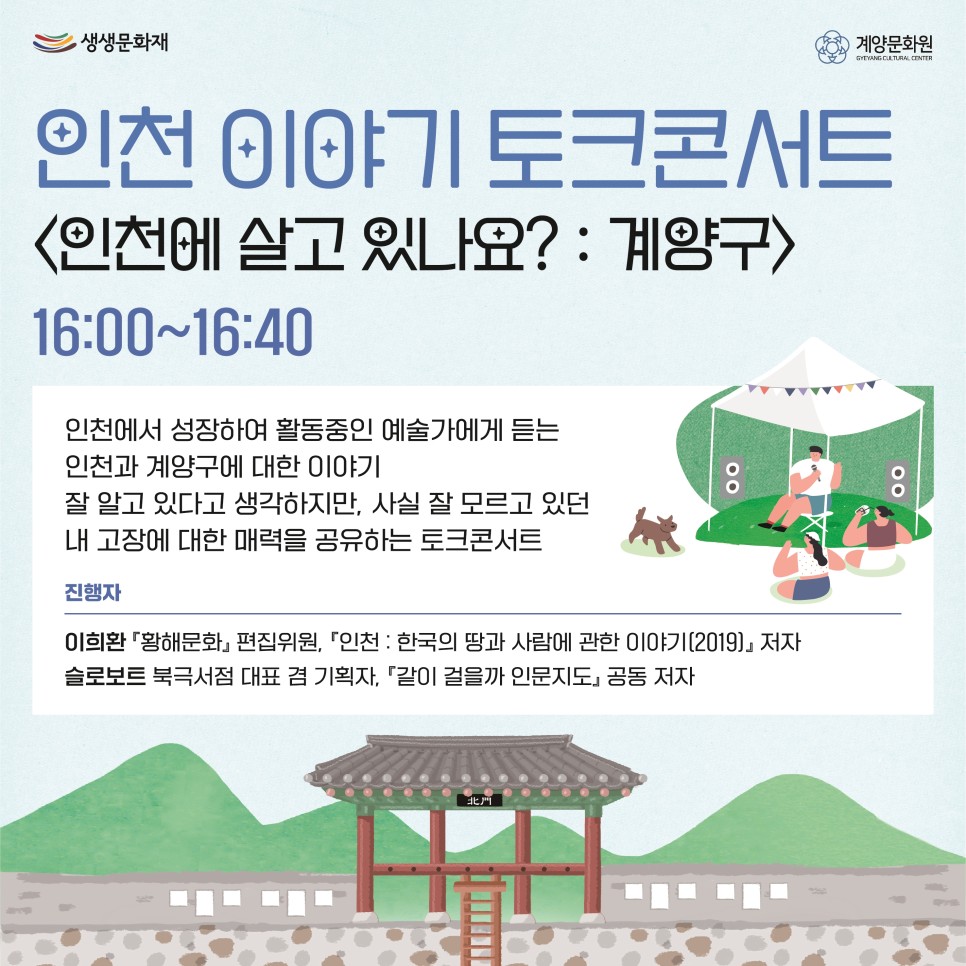 생생문화재
계양문화원
GYEYANG CULTURAL CENTER
인천 이야기 토크콘서트
<인천에 살고 있나요? : 계양구>
16:00~16:40
인천에서 성장하여 활동중인 예술가에게 듣는
인천과 계양구에 대한 이야기
잘 알고 있다고 생각하지만, 사실 잘 모르고 있던
내 고장에 대한 매력을 공유하는 토크콘서트
진행자
이희환 『황해문화』 편집위원, 『인천 : 한국의 땅과 사람에 관한 이야기(2019)』 저자
슬로보트 북극서점 대표 겸 기획자, 『같이 걸을까 인문지도』 공동 저자
北門